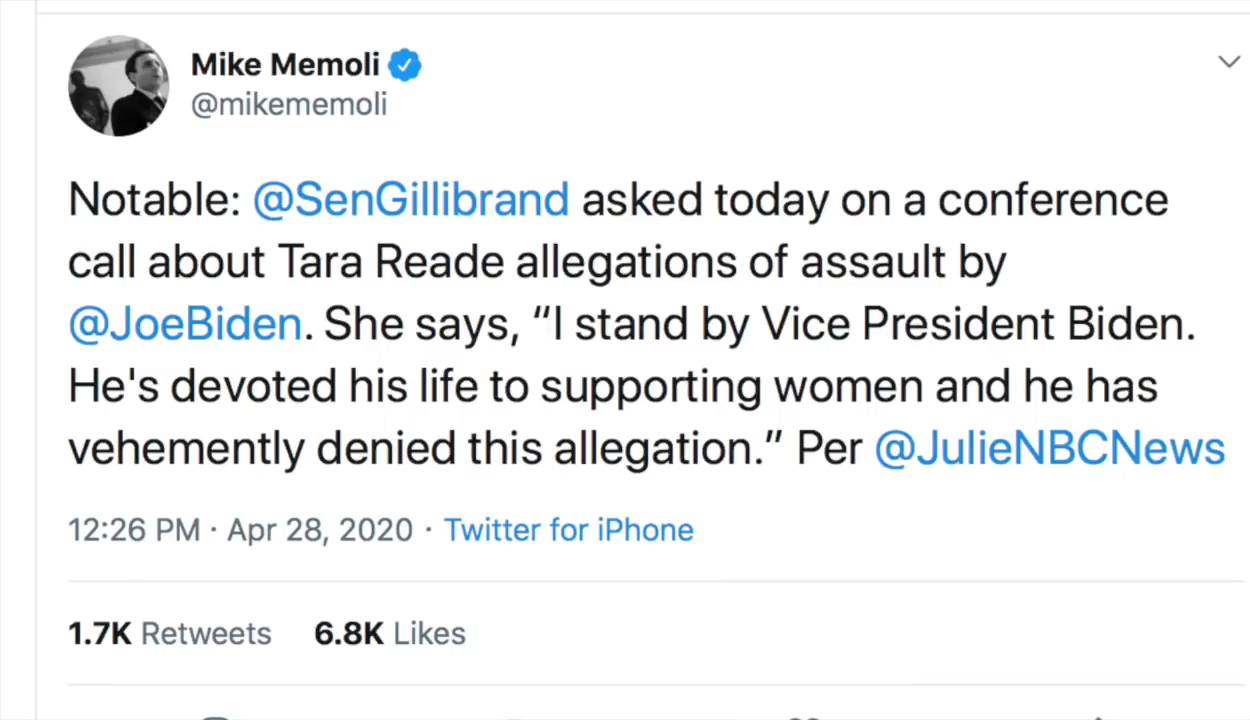 Mike Memoli
@mikememoli
Notable: @SenGillibrand asked today on a conference
call about Tara Reade allegations of assault by
@JoeBiden. She says, “I stand by Vice President Biden.
He's devoted his life to supporting women and he has
vehemently denied this allegation.” Per @JulieNBCNews
12:26 PM · Apr 28, 2020 · Twitter for iPhone
1.7K Retweets 6.8K Likes